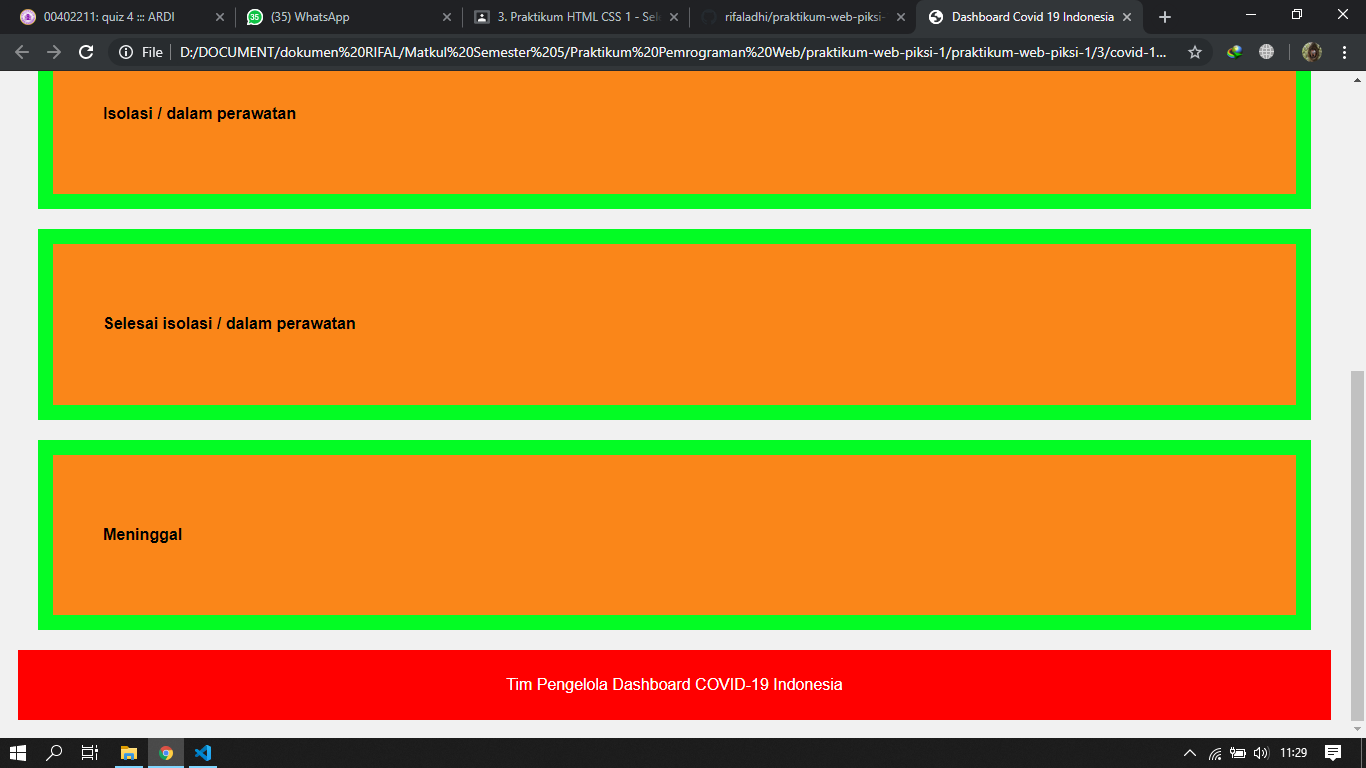 00402211: quiz 4 ::: ARDI
35
(35) WhatsApp
3. Praktikum HTML CSS 1 - Sel
rifaladhi/praktikum-web-piksi-
Dashboard Covid 19 Indonesia
File
D:/DOCUMENT/dokumen%20RIFAL/Matkul%20Semester%205/Praktikum%20Pemrograman%20Web/praktikum-web-piksi-1/praktikum-web-piksi-1/3/covid-1...
Isolasi / dalam perawatan
Selesai isolasi / dalam perawatan
Meninggal
Tim Pengelola Dashboard COVID-19 Indonesia
11:29